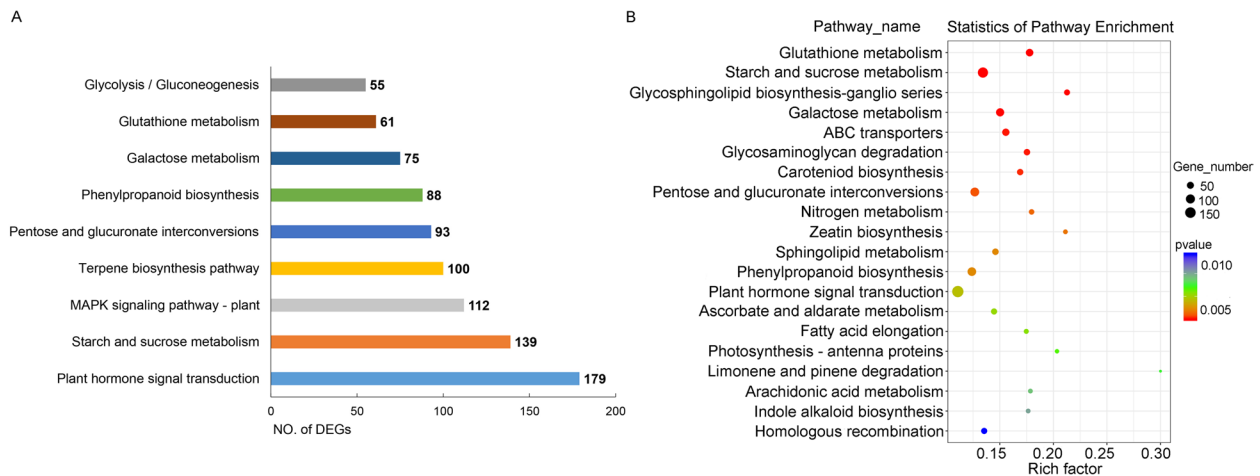 A
Glycolysis / Gluconeogenesis 55
Glutathione metabolism 61
Galactose metabolism 75
Phenylpropanoid biosynthesis 88
Pentose and glucuronate interconversions 93
Terpene biosynthesis pathway 100
MAPK signaling pathway - plant 112
Starch and sucrose metabolism 139
Plant hormone signal transduction 179
0 50 100 150 200
NO. of DEGs
B
Pathway_name Statistics of Pathway Enrichment
Glutathione metabolism
Starch and sucrose metabolism
Glycosphingolipid biosynthesis-ganglio series
Galactose metabolism
ABC transporters
Glycosaminoglycan degradation
Caroteniod biosynthesis
Pentose and glucuronate interconversions
Nitrogen metabolism
Zeatin biosynthesis
Sphingolipid metabolism
Phenylpropanoid biosynthesis
Plant hormone signal transduction
Ascorbate and aldarate metabolism
Fatty acid elongation
Photosynthesis - antenna proteins
Limonene and pinene degradation
Arachidonic acid metabolism
Indole alkaloid biosynthesis
Homologous recombination
0.15 0.20 0.25 0.30
Rich factor
Gene_number
50
100
150
pvalue
0.010
0.005